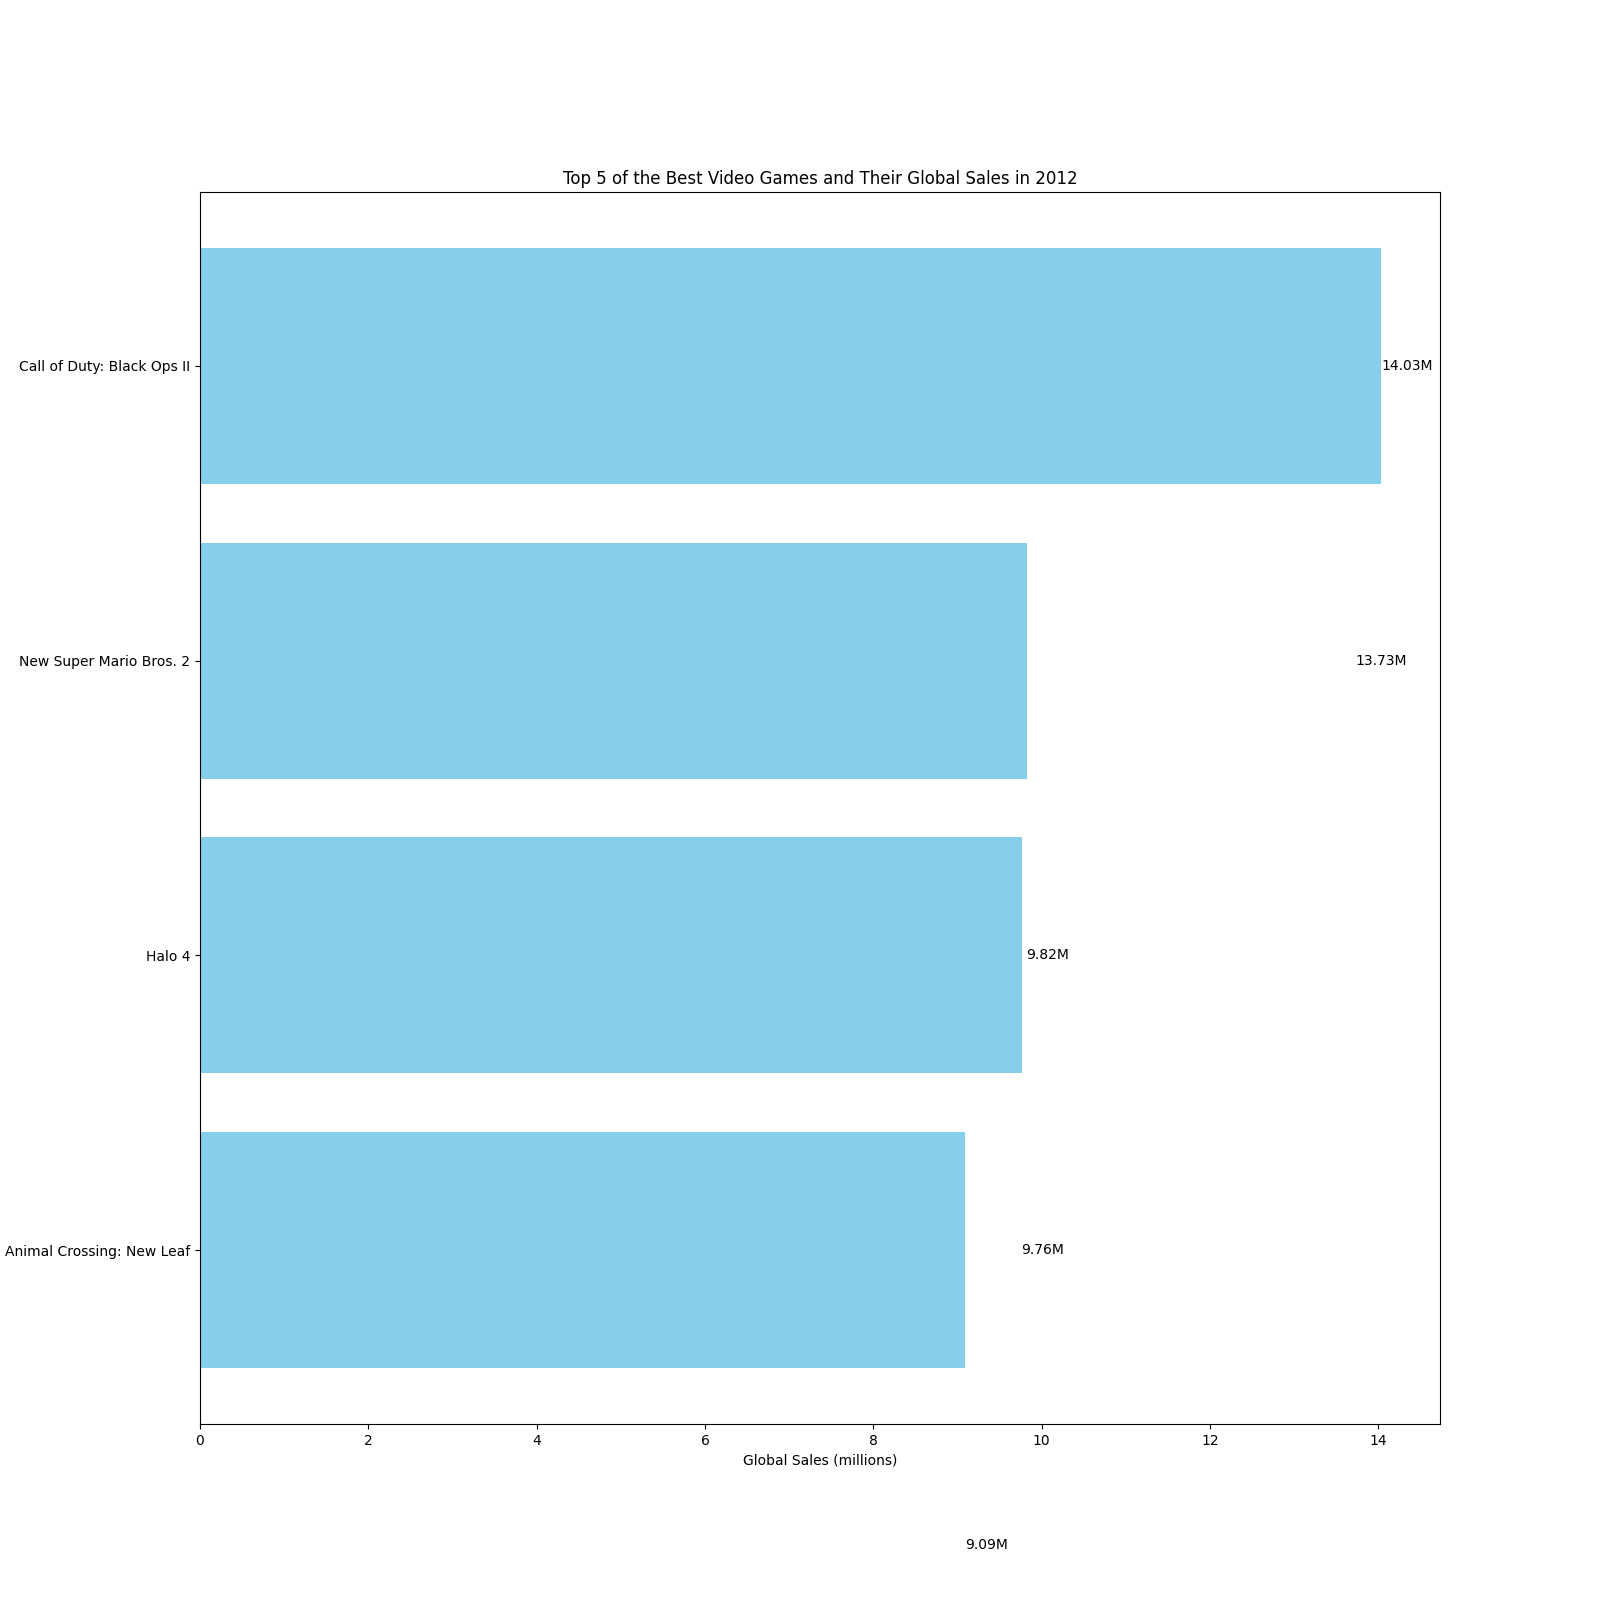 Top 5 of the Best Video Games and Their Global Sales in 2012
Call of Duty: Black Ops II
14.03M
New Super Mario Bros. 2
13.73M
Halo 4
9.82M
Animal Crossing: New Leaf
9.76M
0 2 4 6 8 10 12 14
Global Sales (millions)
9.09M